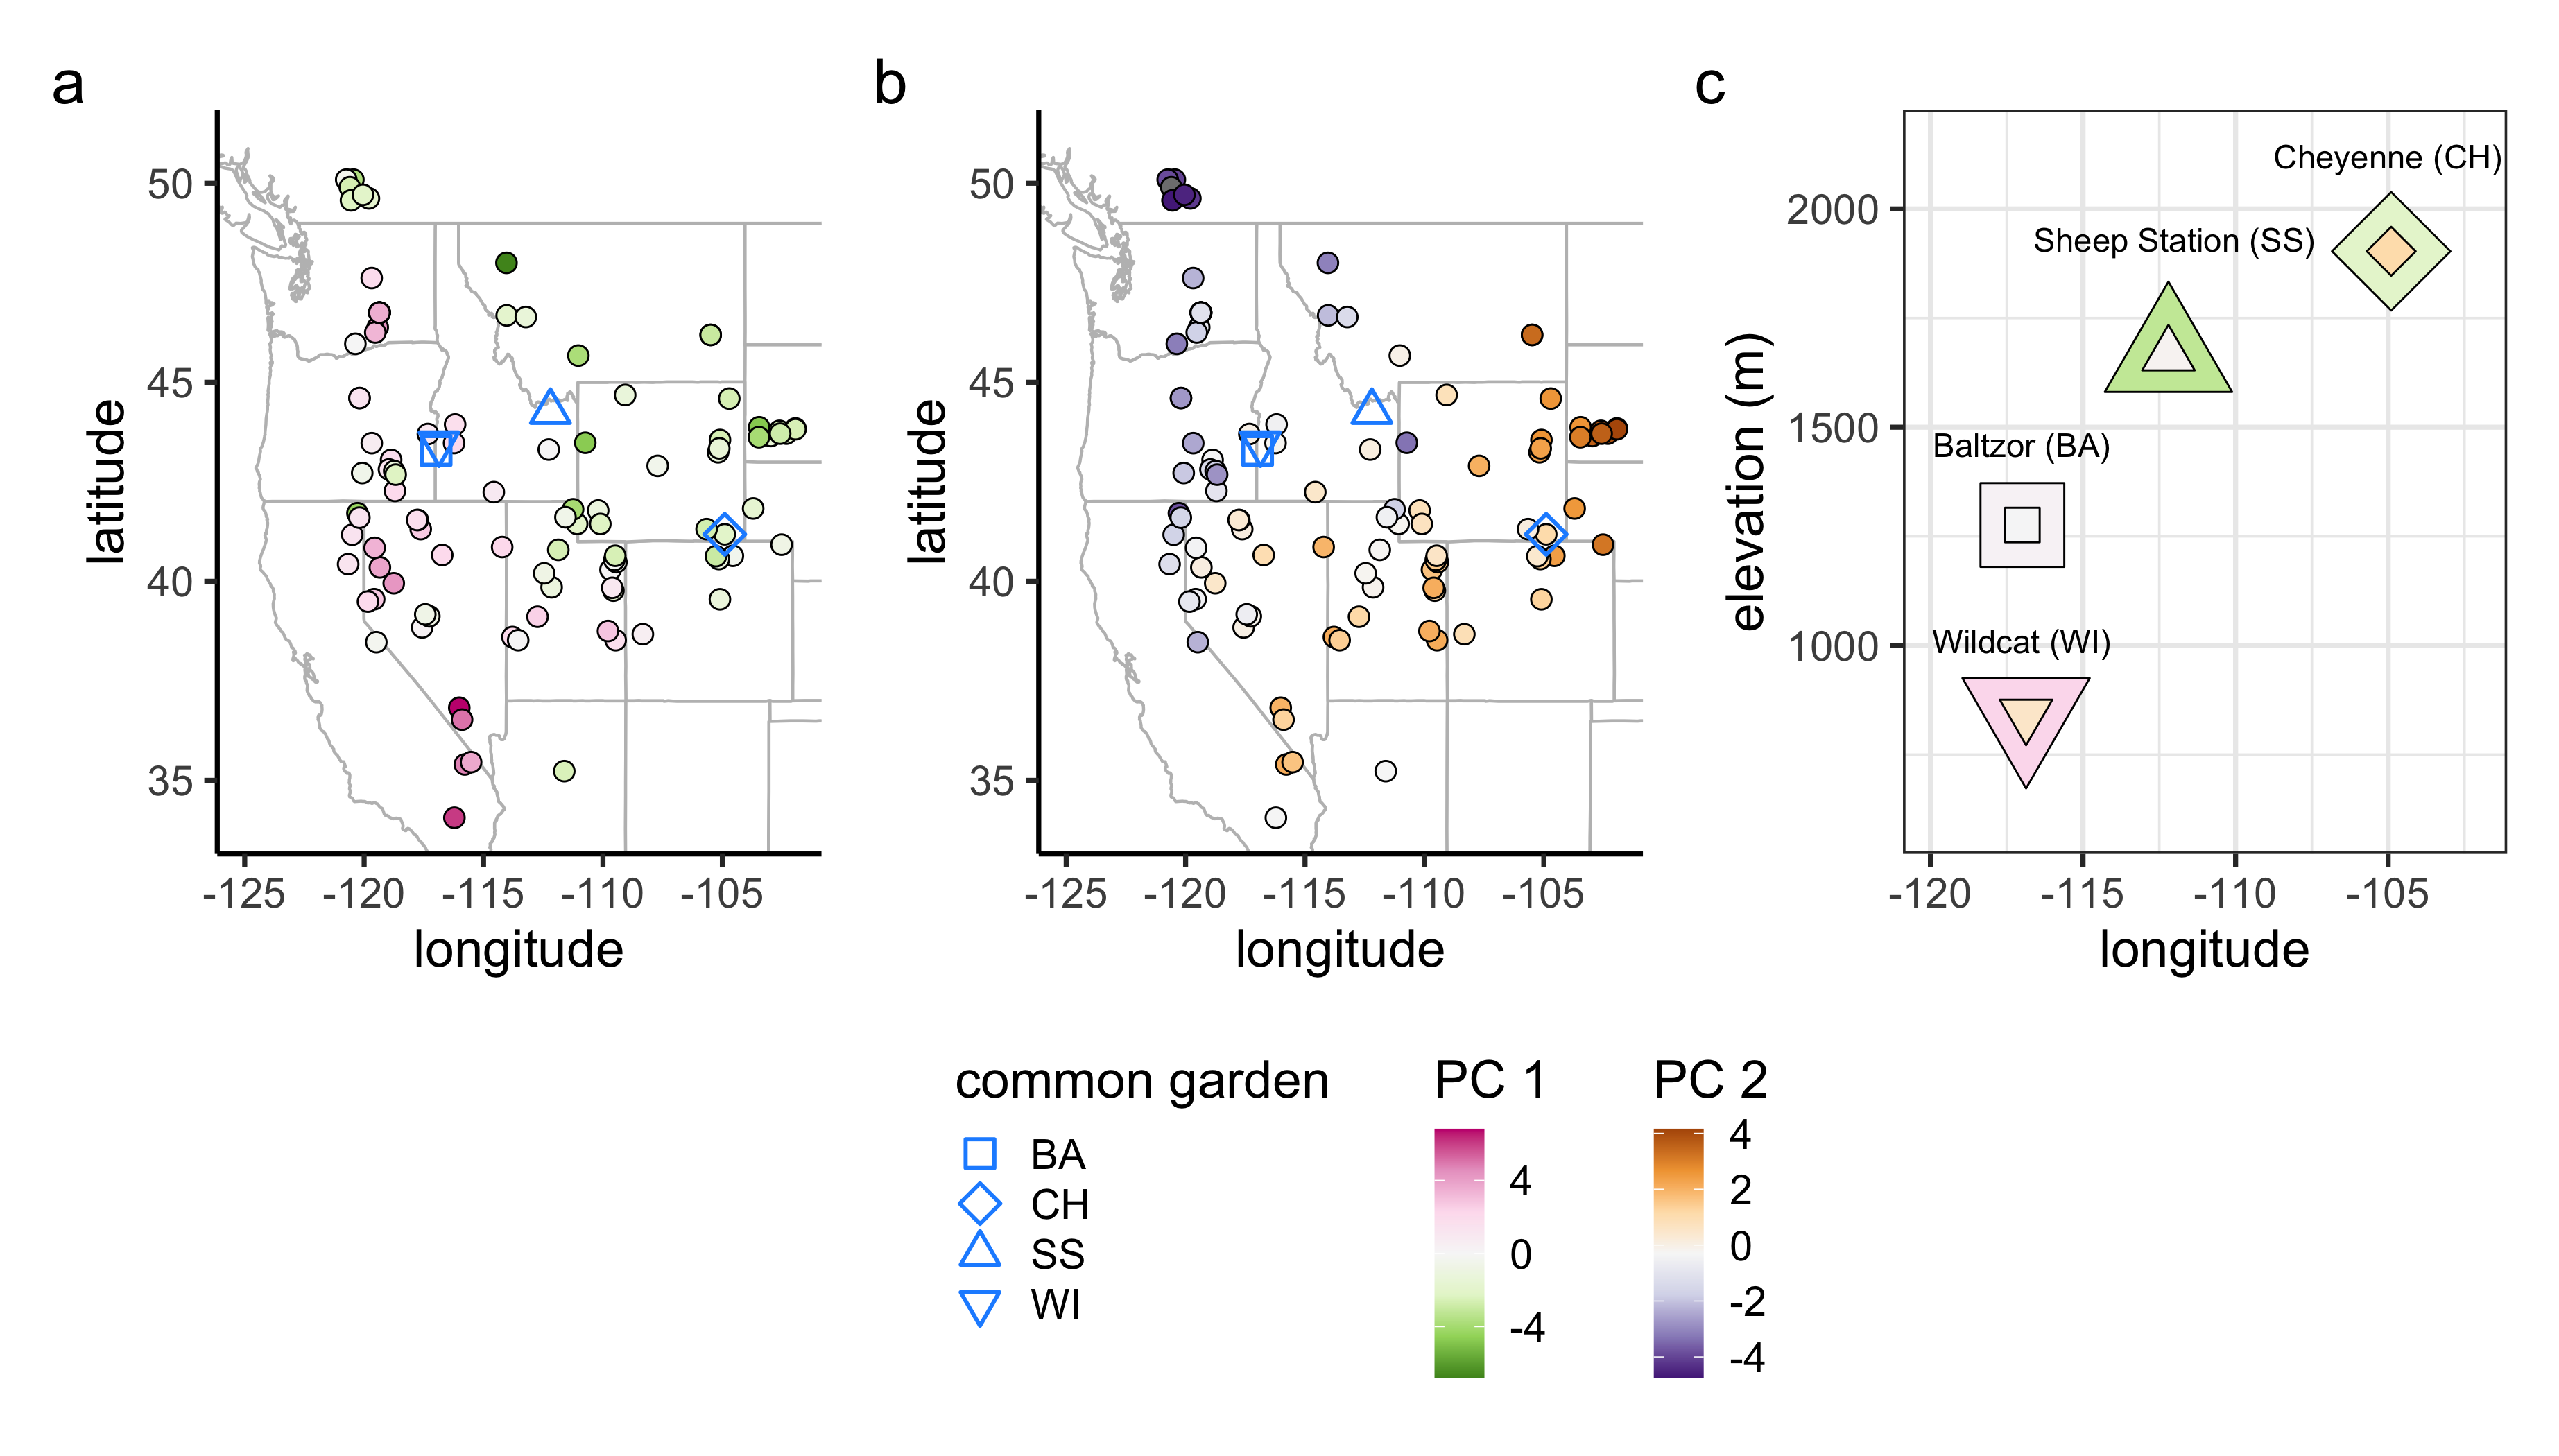 a
b
c
50
45
40
35
latitude
-125
-120
-115
-110
-105
longitude
50
45
40
35
latitude
-125
-120
-115
-110
-105
longitude
Cheyenne (CH)
Sheep Station (SS)
Baltzor (BA)
Wildcat (WI)
2000
1500
1000
elevation (m)
-120
-115
-110
-105
longitude
common garden
BA
CH
SS
WI
PC 1
4
0
-4
PC 2
4
2
0
-2
-4